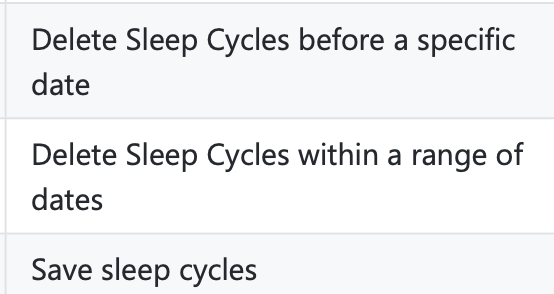 Delete Sleep Cycles before a specific
date
Delete Sleep Cycles within a range of
dates
Save sleep cycles